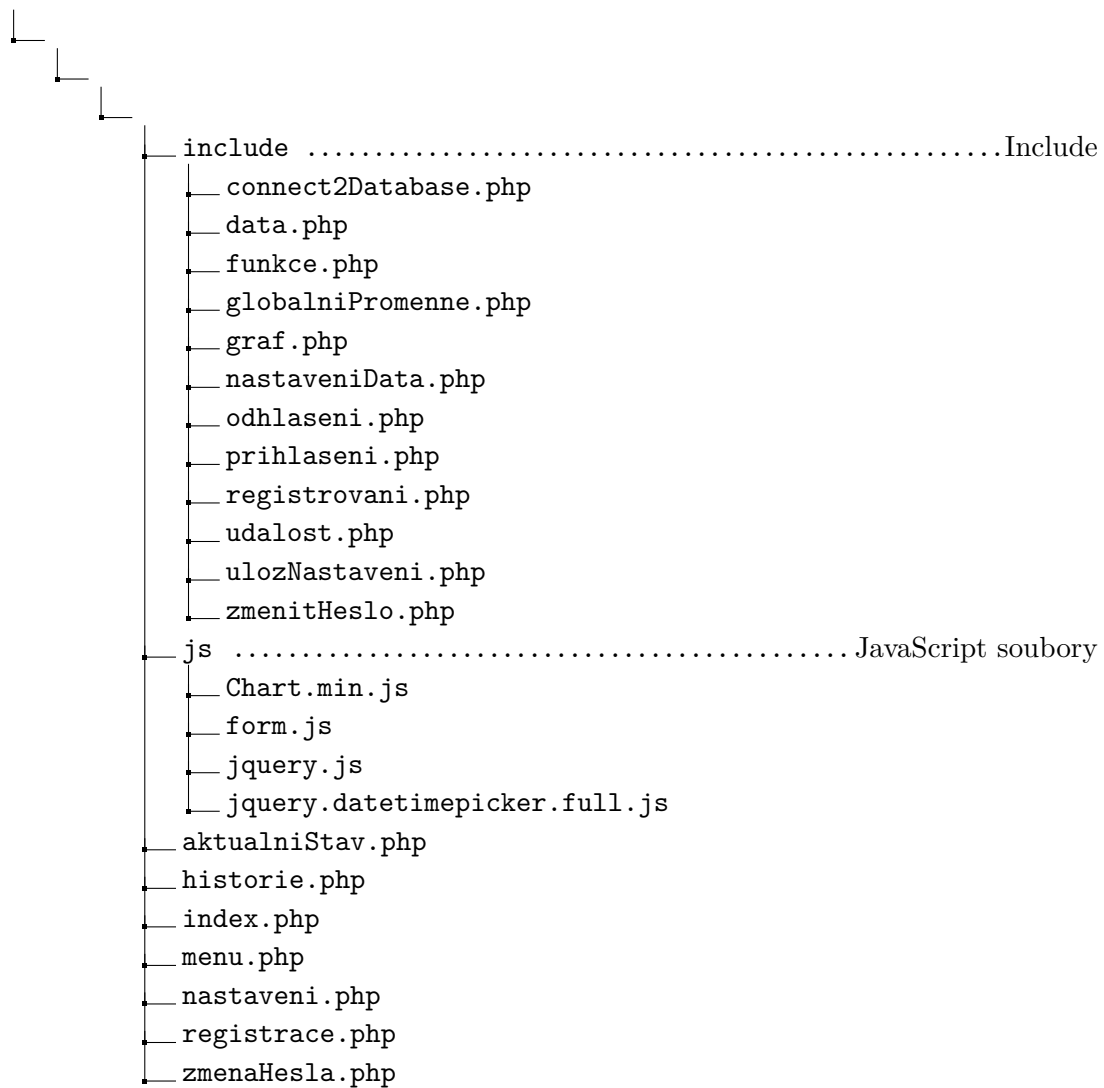 include ....................................................Include
connect2Database.php
data.php
funkce.php
globalniPromenne.php
graf.php
nastaveniData.php
odhlaseni.php
prihlaseni.php
registrovani.php
udalost.php
ulozNastaveni.php
zmenitHeslo.php
js ..............................................JavaScript soubory
Chart.min.js
form.js
jquery.js
jquery.datetimepicker.full.js
aktualniStav.php
historie.php
index.php
menu.php
nastaveni.php
registrace.php
zmenaHesla.php